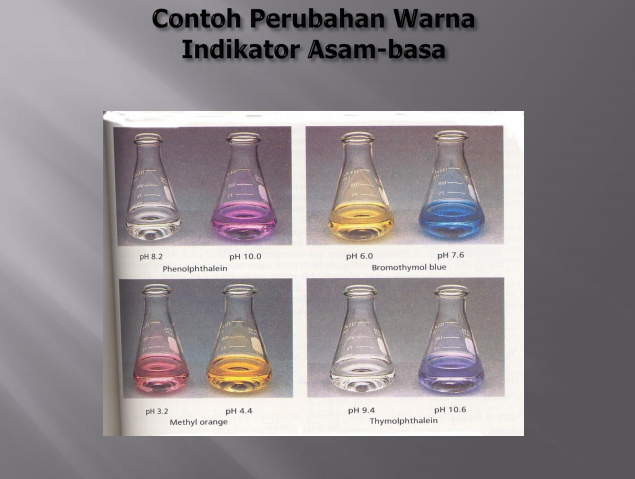 Contoh Perubahan Warna
Indikator Asam-basa
pH 8.2
pH 10.0
Phenolphthalein
pH 6.0
pH 7.6
Bromothymol blue
pH 3.2
pH 4.4
Methyl orange
pH 9.4
pH 10.6
Thymolphthalein